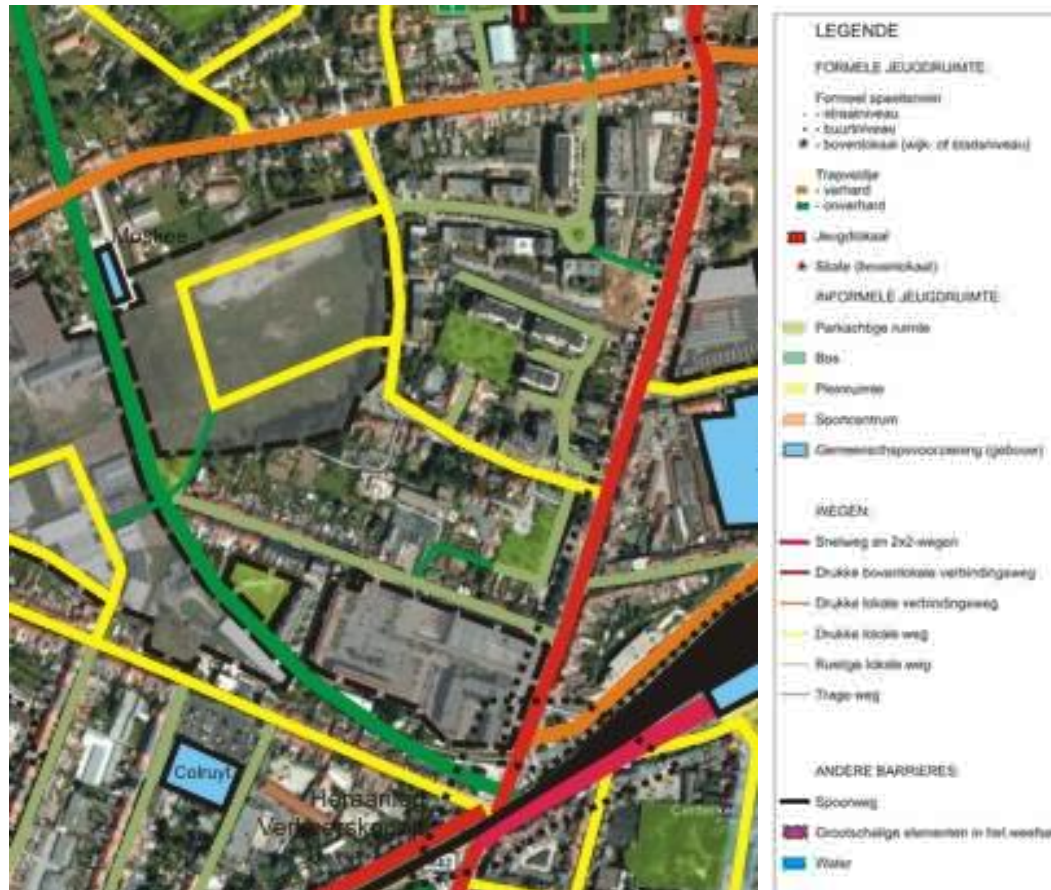 Moskee
Colruyt
Heraanleg
LEGENDE
FORMELE JEUGDRUIMTE:
Formeel speelterrein
- straatniveau
- buurtniveau
- bovenlokaal (wijk- of stadsniveau)
Trapveldje
- verhard
- onverhard
Jeugdlokaal
Skate (bovenlokaal)
INFORMELE JEUGDRUIMTE:
Parkachtige ruimte
Bos
Pleinruimte
Sportcentrum
Gemeenschapsvoorziening (gebouw)
WEGEN:
Snelweg en 2x2-wegen
Drukke bovenlokale verbindingsweg
Drukke lokale verbindingsweg
Drukke lokale weg
Rustige lokale weg
Trage weg
ANDERE BARRIERES:
Spoorweg
Grootschalige elementen in het weefsel
Water